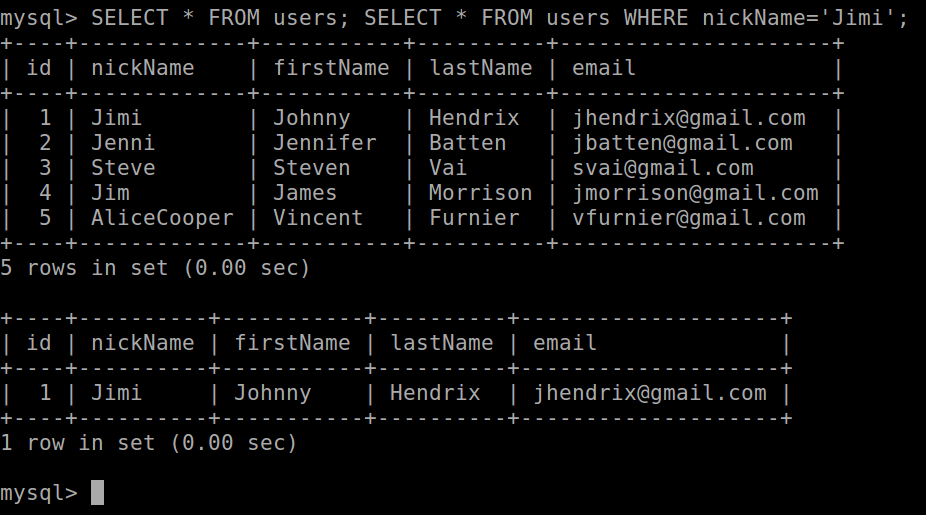 mysql> SELECT * FROM users; SELECT * FROM users WHERE nickName='Jimi';
+----+-------------+-----------+----------+---------------------+
| id | nickName    | firstName | lastName | email               |
+----+-------------+-----------+----------+---------------------+
|  1 | Jimi        | Johnny    | Hendrix  | jhendrix@gmail.com  |
|  2 | Jenni       | Jennifer  | Batten   | jbatten@gmail.com   |
|  3 | Steve       | Steven    | Vai      | svai@gmail.com      |
|  4 | Jim         | James     | Morrison | jmorrison@gmail.com |
|  5 | AliceCooper | Vincent   | Furnier  | vfurnier@gmail.com  |
+----+-------------+-----------+----------+---------------------+
5 rows in set (0.00 sec)

+----+----------+-----------+----------+--------------------+
| id | nickName | firstName | lastName | email              |
+----+----------+-----------+----------+--------------------+
|  1 | Jimi     | Johnny    | Hendrix  | jhendrix@gmail.com |
+----+----------+-----------+----------+--------------------+
1 row in set (0.00 sec)

mysql>